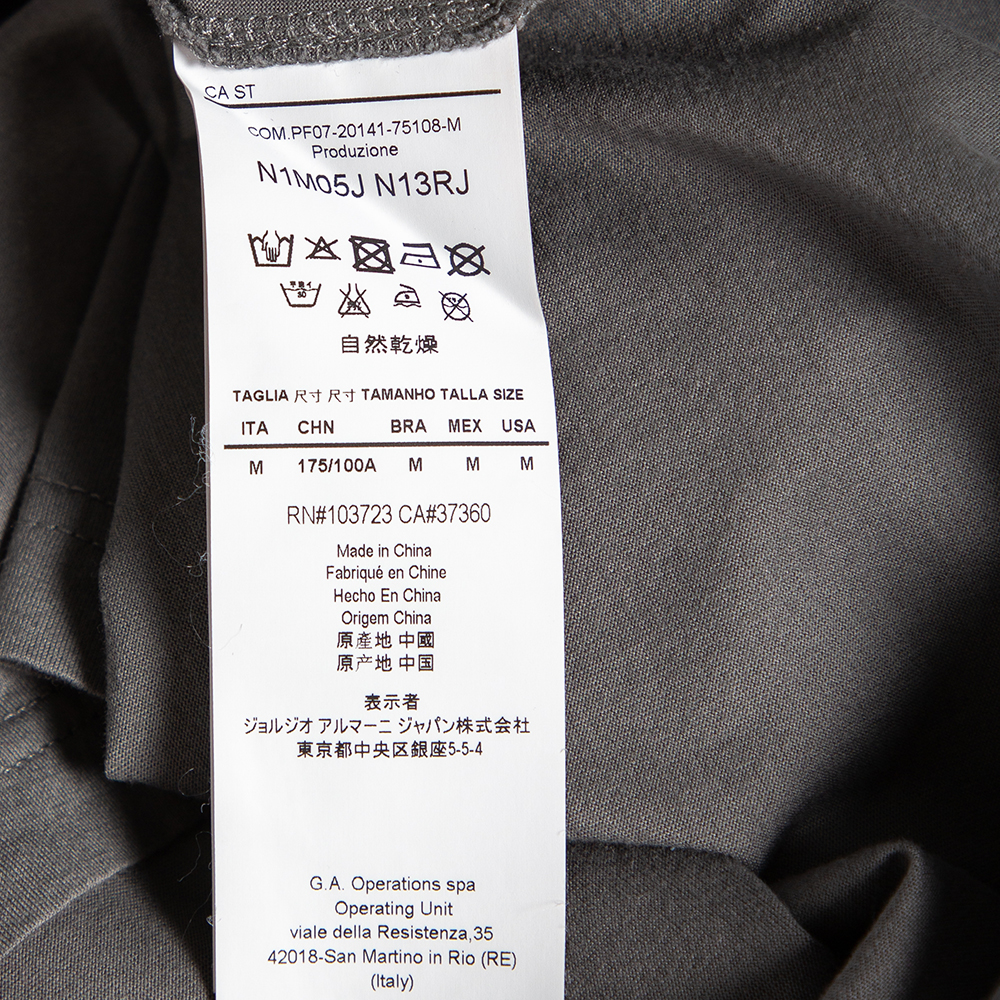 CA ST
COM.PF07-20141-75108-M
Produzione
N1M05J N13RJ
自然乾燥
TAGLIA 尺寸 尺寸 TAMANHO TALLA SIZE
ITA CHN BRA MEX USA
M 175/100A M M M
RN#103723 CA#37360
Made in China
Fabriqué en Chine
Hecho En China
Origem China
原產地 中國
原产地 中国
表示者
ジョルジオ アルマーニ ジャパン株式会社
東京都中央区銀座5-5-4
G.A. Operations spa
Operating Unit
viale della Resistenza,35
42018-San Martino in Rio (RE)
(Italy)